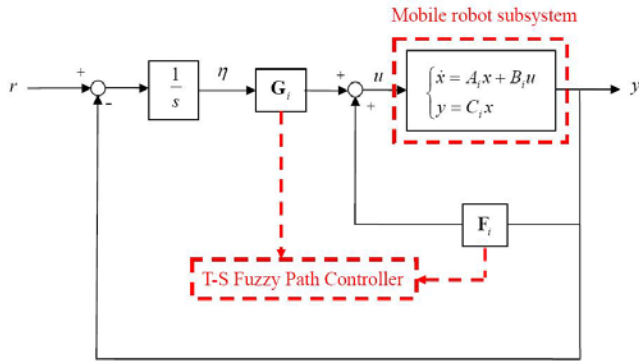 Mobile robot subsystem
r
+
-
1
s
η
G_i
+
+
u
ẋ = A_i x + B_i u
y = C_i x
y
F_i
T-S Fuzzy Path Controller